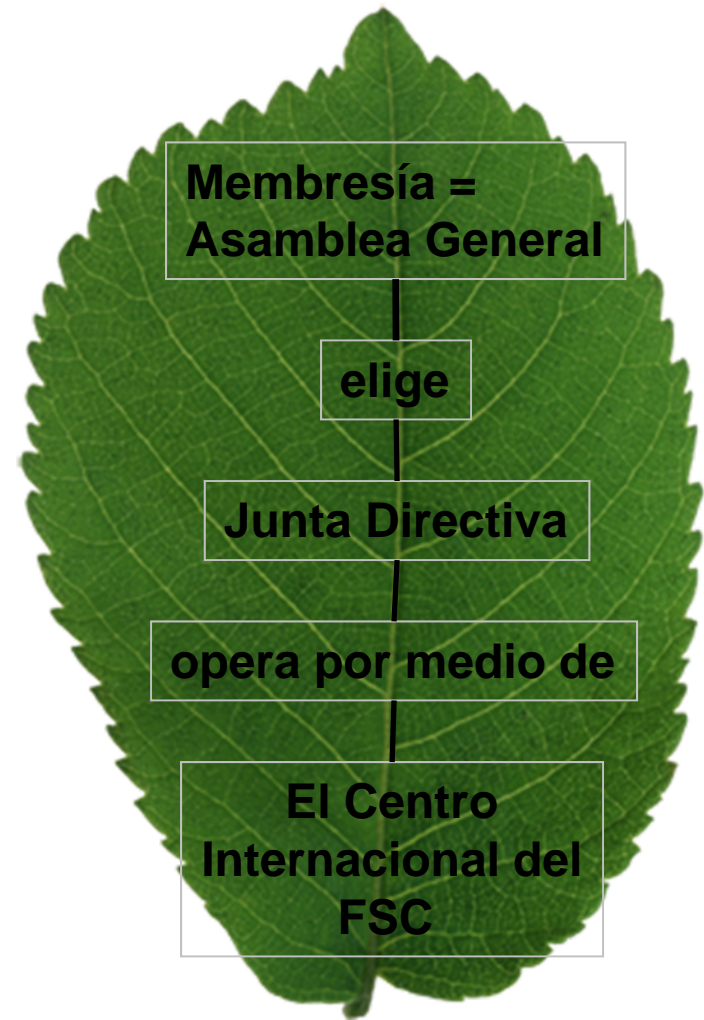 Membresía =
Asamblea General
elige
Junta Directiva
opera por medio de
El Centro
Internacional del
FSC